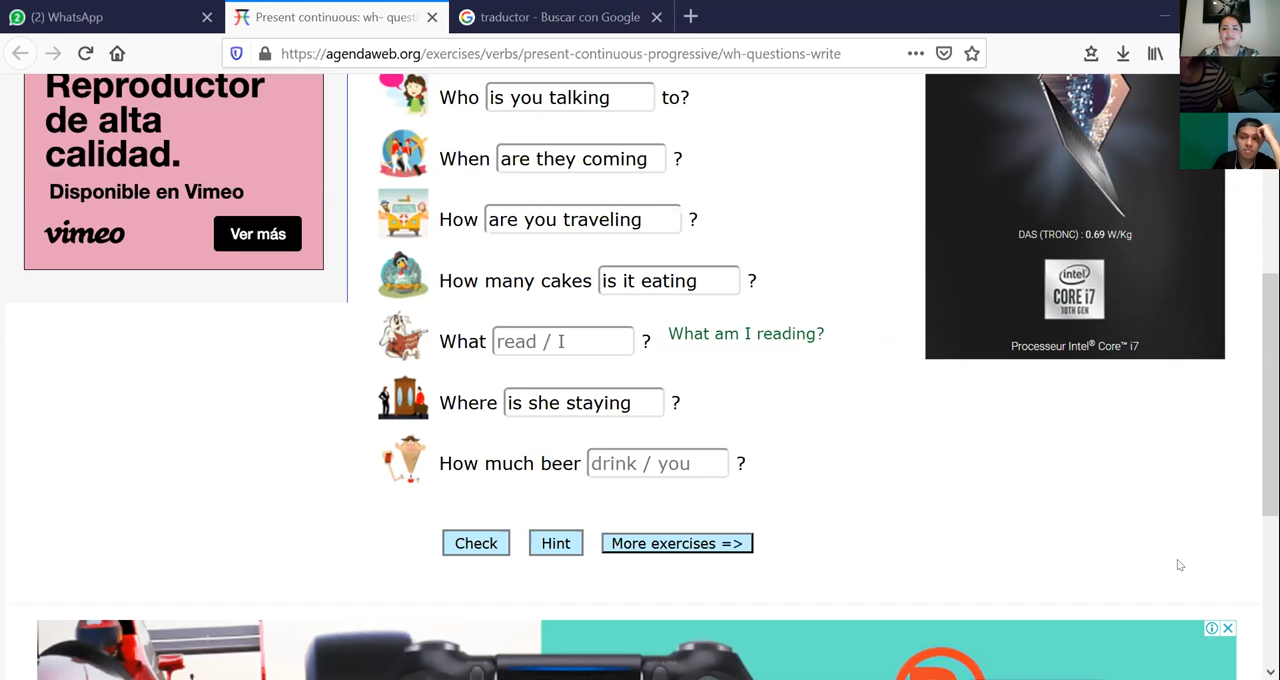 (2) WhatsApp
Present continuous: wh- questi
traductor - Buscar con Google
https://agendaweb.org/exercises/verbs/present-continuous-progressive/wh-questions-write
Reproductor
de alta
calidad.
Disponible en Vimeo
vimeo
Ver más
Who is you talking to?
When are they coming ?
How are you traveling ?
How many cakes is it eating ?
What read / I ? What am I reading?
Where is she staying ?
How much beer drink / you ?
Check
Hint
More exercises =>
DAS (TRONC) : 0.69 W/Kg
intel
CORE i7
10TH GEN
Processeur Intel® Core™ i7